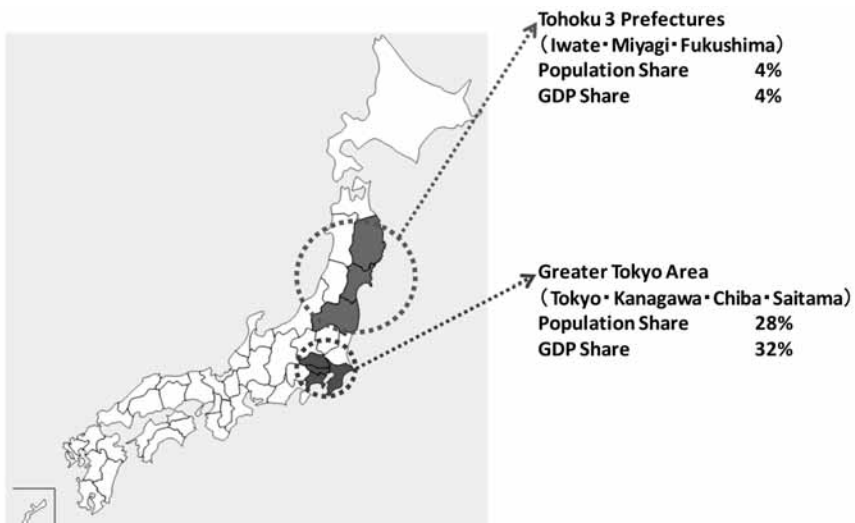 Tohoku 3 Prefectures
（Iwate･Miyagi･Fukushima）
Population Share 4%
GDP Share 4%
Greater Tokyo Area
（Tokyo･Kanagawa･Chiba･Saitama）
Population Share 28%
GDP Share 32%